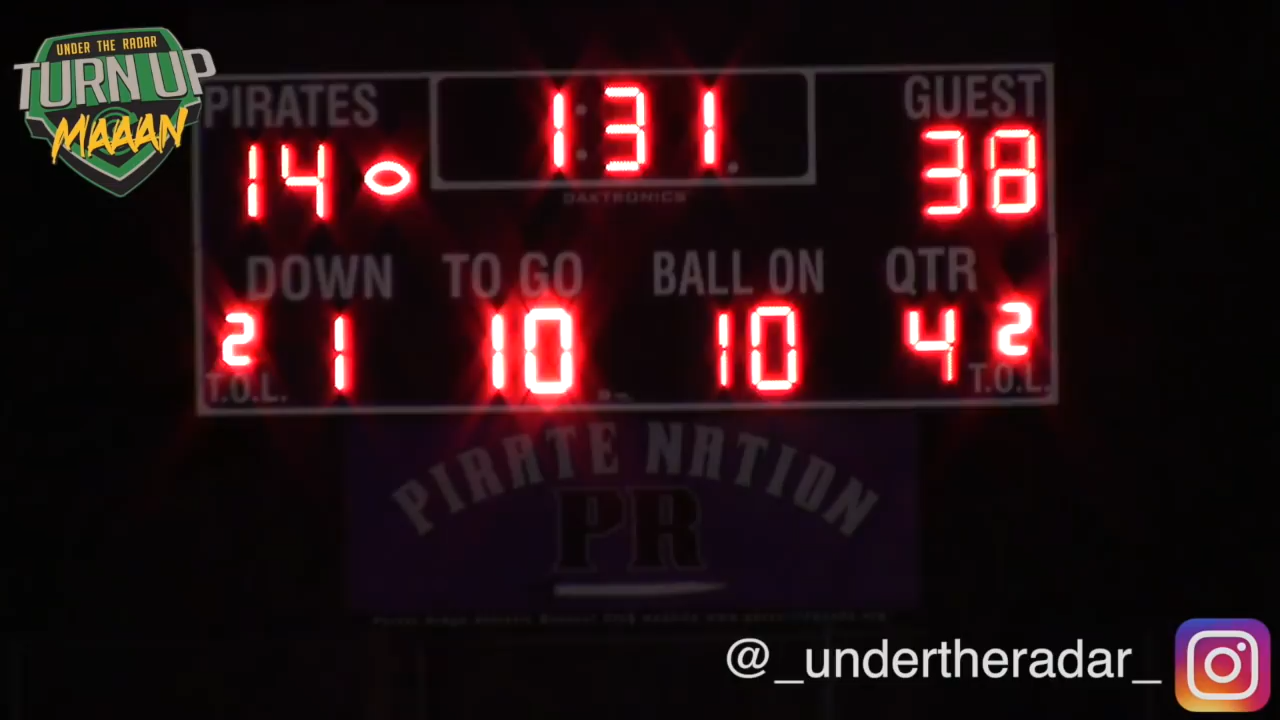 UNDER THE RADAR
TURN UP
MAAAN
PIRATES
1:31.
GUEST
14
38
DAKTRONICS
DOWN TO GO BALL ON QTR
2 1 10 10 4 2
T.O.L. T.O.L.
PIRATE NATION
PR
@_undertheradar_